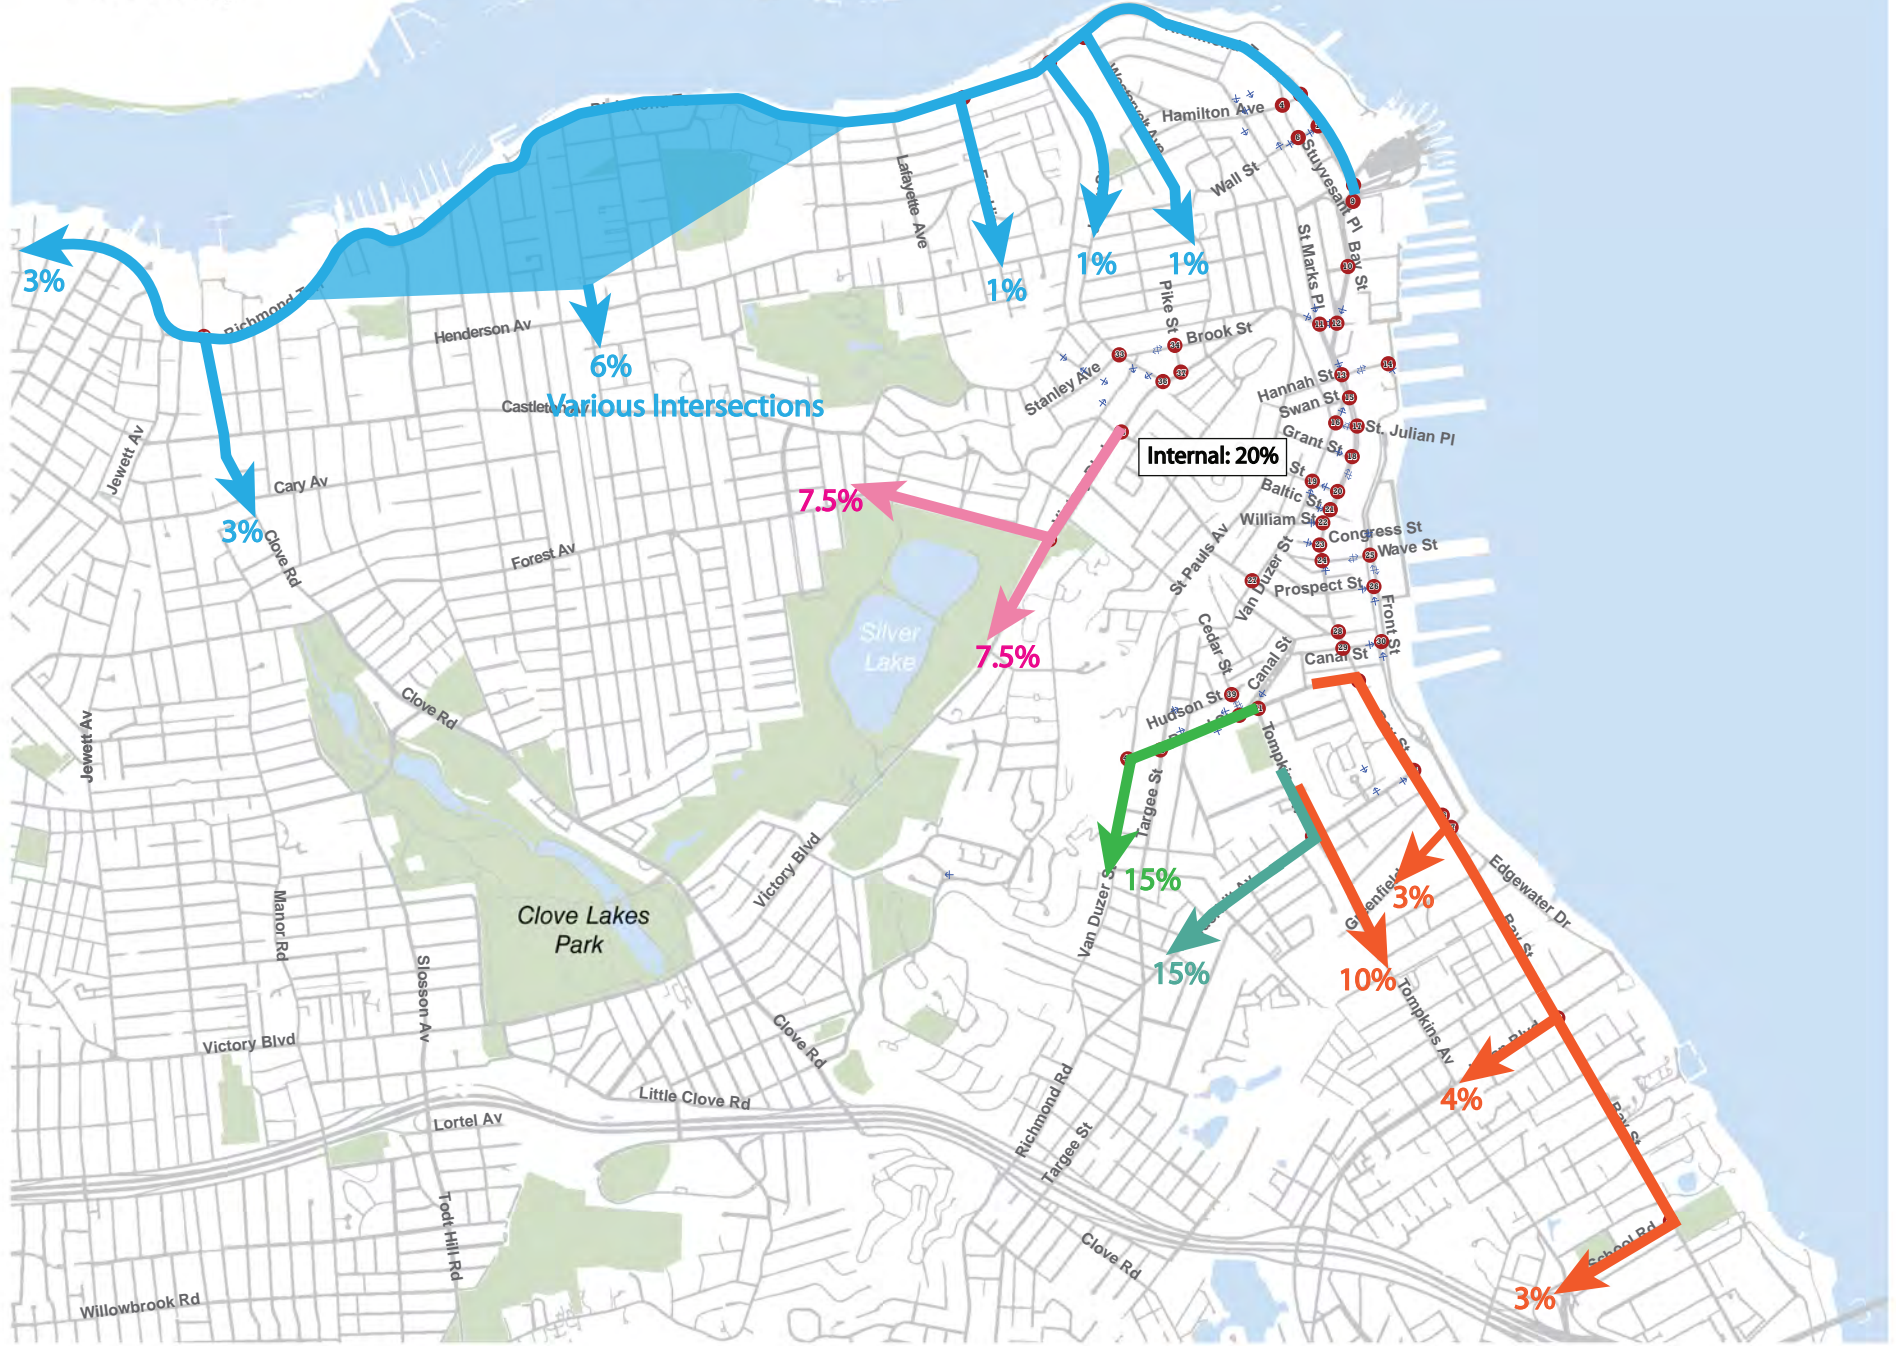 Hamilton Ave
Wall St
Stuyvesant Pl
Lafayette Ave
3%
1%
1%
1%
St Marks Pl
Bay St
Richmond
Henderson Av
Pike St
Brook St
6%
Various Intersections
Stanley Ave
Hannah St
Swan St
St. Julian Pl
Grant St
Jewett Av
Internal: 20%
St
Cary Av
7.5%
Baltic St
William St
Congress St
Wave St
3%
Clove Rd
Forest Av
St Pauls Av
Van Duzer St
Prospect St
Front St
Silver
Lake
7.5%
Cedar St
Canal St
Canal St
Clove Rd
Hudson St
Jewett Av
Targee St
Victory Blvd
15%
3%
Edgewater Dr
Manor Rd
Clove Lakes
Park
Van Duzer St
15%
10%
Bay St
Slosson Av
Tompkins Av
Victory Blvd
Clove Rd
4%
Little Clove Rd
Lortel Av
Richmond Rd
Targee St
Bay St
Todt Hill Rd
Clove Rd
School Rd
Willowbrook Rd
3%